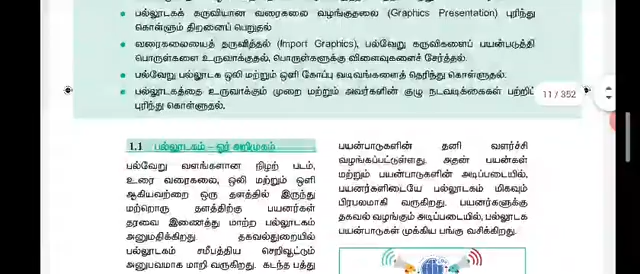 பல்லூடகக் கருவியான வரைகலை வழங்குதலை (Graphics Presentation) புரிந்து
கொள்ளும் திறனைப் பெறுதல்
வரைகலையைத் தருவித்தல் (Import Graphics), பல்வேறு கருவிகளைப் பயன்படுத்தி
பொருள்களை உருவாக்குதல், பொருள்களுக்கு விளைவுகளைச் சேர்த்தல்.
பல்வேறு பல்லூடக ஒலி மற்றும் ஒளி கோப்பு வடிவங்களைத் தெரிந்து கொள்ளுதல்.
பல்லூடகத்தை உருவாக்கும் முறை மற்றும் அவர்களின் குழு நடவடிக்கைகள் பற்றிப்
புரிந்து கொள்ளுதல்.
11 / 352
1.1 பல்லூடகம் – ஓர் அறிமுகம்
பல்வேறு வளங்களான நிழற் படம்,
உரை வரைகலை, ஒலி மற்றும் ஒளி
ஆகியவற்றை ஒரு தளத்தில் இருந்து
மற்றொரு தளத்திற்கு பயனர்கள்
தரவை இணைத்து மாற்ற பல்லூடகம்
அனுமதிக்கிறது. தகவல்துறையில்
பல்லூடகம் சமீபத்திய செறிவூட்டும்
அனுபவமாக மாறி வருகிறது. கடந்த பத்து
பயன்பாடுகளின் தனி வளர்ச்சி
வழங்கப்பட்டுள்ளது. அதன் பயன்கள்
மற்றும் பயன்பாடுகளின் அடிப்படையில்,
பயனர்களிடையே பல்லூடகம் மிகவும்
பிரபலமாகி வருகிறது. பயனர்களுக்கு
தகவல் வழங்கும் அடிப்படையில், பல்லூடக
பயன்பாடுகள் முக்கிய பங்கு வசிக்கிறது.